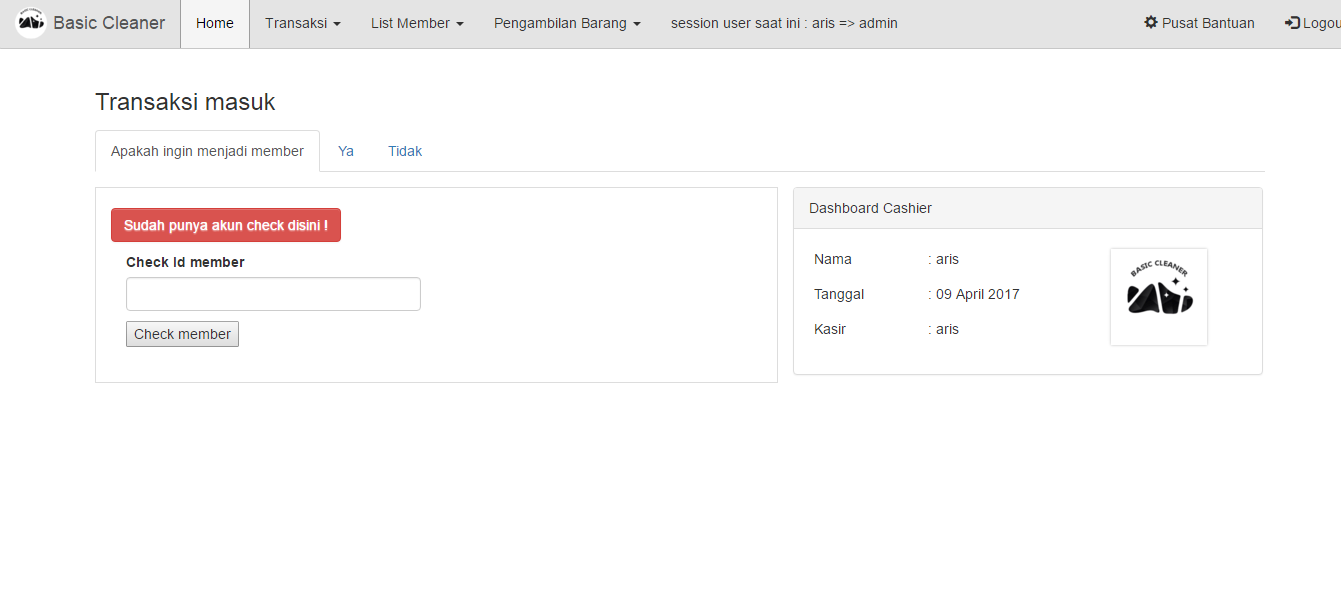 Basic Cleaner Home Transaksi List Member Pengambilan Barang session user saat ini : aris => admin Pusat Bantuan Logou
Transaksi masuk
Apakah ingin menjadi member Ya Tidak
Sudah punya akun check disini !
Check Id member
Check member
Dashboard Cashier
Nama : aris
Tanggal : 09 April 2017
Kasir : aris
BASIC CLEANER